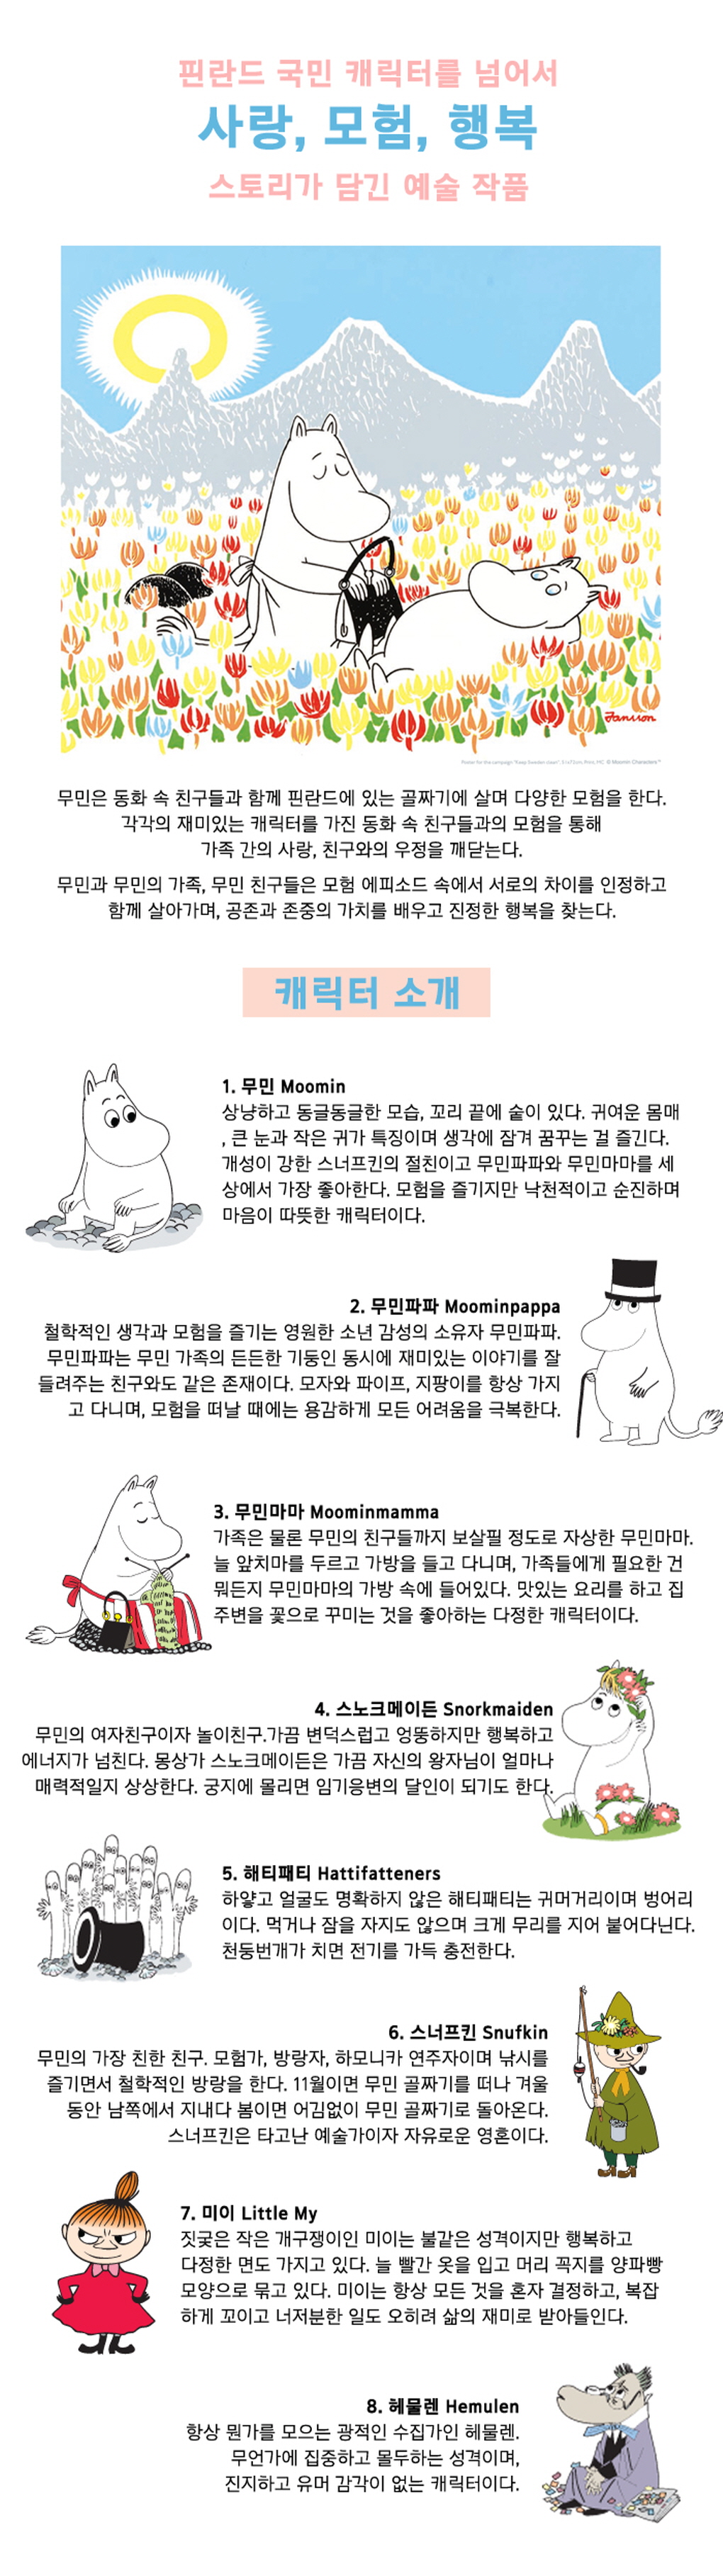 핀란드 국민 캐릭터를 넘어서
사랑, 모험, 행복
스토리가 담긴 예술 작품
Jansson
Poster for the campaign "Keep Sweden clean", 51x72cm, Print, MC © Moomin Characters™
무민은 동화 속 친구들과 함께 핀란드에 있는 골짜기에 살며 다양한 모험을 한다.
각각의 재미있는 캐릭터를 가진 동화 속 친구들과의 모험을 통해
가족 간의 사랑, 친구와의 우정을 깨닫는다.
무민과 무민의 가족, 무민 친구들은 모험 에피소드 속에서 서로의 차이를 인정하고
함께 살아가며, 공존과 존중의 가치를 배우고 진정한 행복을 찾는다.
캐릭터 소개
1. 무민 Moomin
상냥하고 동글동글한 모습, 꼬리 끝에 숱이 있다. 귀여운 몸매
, 큰 눈과 작은 귀가 특징이며 생각에 잠겨 꿈꾸는 걸 즐긴다.
개성이 강한 스너프킨의 절친이고 무민파파와 무민마마를 세
상에서 가장 좋아한다. 모험을 즐기지만 낙천적이고 순진하며
마음이 따뜻한 캐릭터이다.
2. 무민파파 Moominpappa
철학적인 생각과 모험을 즐기는 영원한 소년 감성의 소유자 무민파파.
무민파파는 무민 가족의 든든한 기둥인 동시에 재미있는 이야기를 잘
들려주는 친구와도 같은 존재이다. 모자와 파이프, 지팡이를 항상 가지
고 다니며, 모험을 떠날 때에는 용감하게 모든 어려움을 극복한다.
3. 무민마마 Moominmamma
가족은 물론 무민의 친구들까지 보살필 정도로 자상한 무민마마.
늘 앞치마를 두르고 가방을 들고 다니며, 가족들에게 필요한 건
뭐든지 무민마마의 가방 속에 들어있다. 맛있는 요리를 하고 집
주변을 꽃으로 꾸미는 것을 좋아하는 다정한 캐릭터이다.
4. 스노크메이든 Snorkmaiden
무민의 여자친구이자 놀이친구.가끔 변덕스럽고 엉뚱하지만 행복하고
에너지가 넘친다. 몽상가 스노크메이든은 가끔 자신의 왕자님이 얼마나
매력적일지 상상한다. 궁지에 몰리면 임기응변의 달인이 되기도 한다.
5. 해티패티 Hattifatteners
하얗고 얼굴도 명확하지 않은 해티패티는 귀머거리이며 벙어리
이다. 먹거나 잠을 자지도 않으며 크게 무리를 지어 붙어다닌다.
천둥번개가 치면 전기를 가득 충전한다.
6. 스너프킨 Snufkin
무민의 가장 친한 친구. 모험가, 방랑자, 하모니카 연주자이며 낚시를
즐기면서 철학적인 방랑을 한다. 11월이면 무민 골짜기를 떠나 겨울
동안 남쪽에서 지내다 봄이면 어김없이 무민 골짜기로 돌아온다.
스너프킨은 타고난 예술가이자 자유로운 영혼이다.
7. 미이 Little My
짓궂은 작은 개구쟁이인 미이는 불같은 성격이지만 행복하고
다정한 면도 가지고 있다. 늘 빨간 옷을 입고 머리 꼭지를 양파빵
모양으로 묶고 있다. 미이는 항상 모든 것을 혼자 결정하고, 복잡
하게 꼬이고 너저분한 일도 오히려 삶의 재미로 받아들인다.
8. 헤물렌 Hemulen
항상 뭔가를 모으는 광적인 수집가인 헤물렌.
무언가에 집중하고 몰두하는 성격이며,
진지하고 유머 감각이 없는 캐릭터이다.